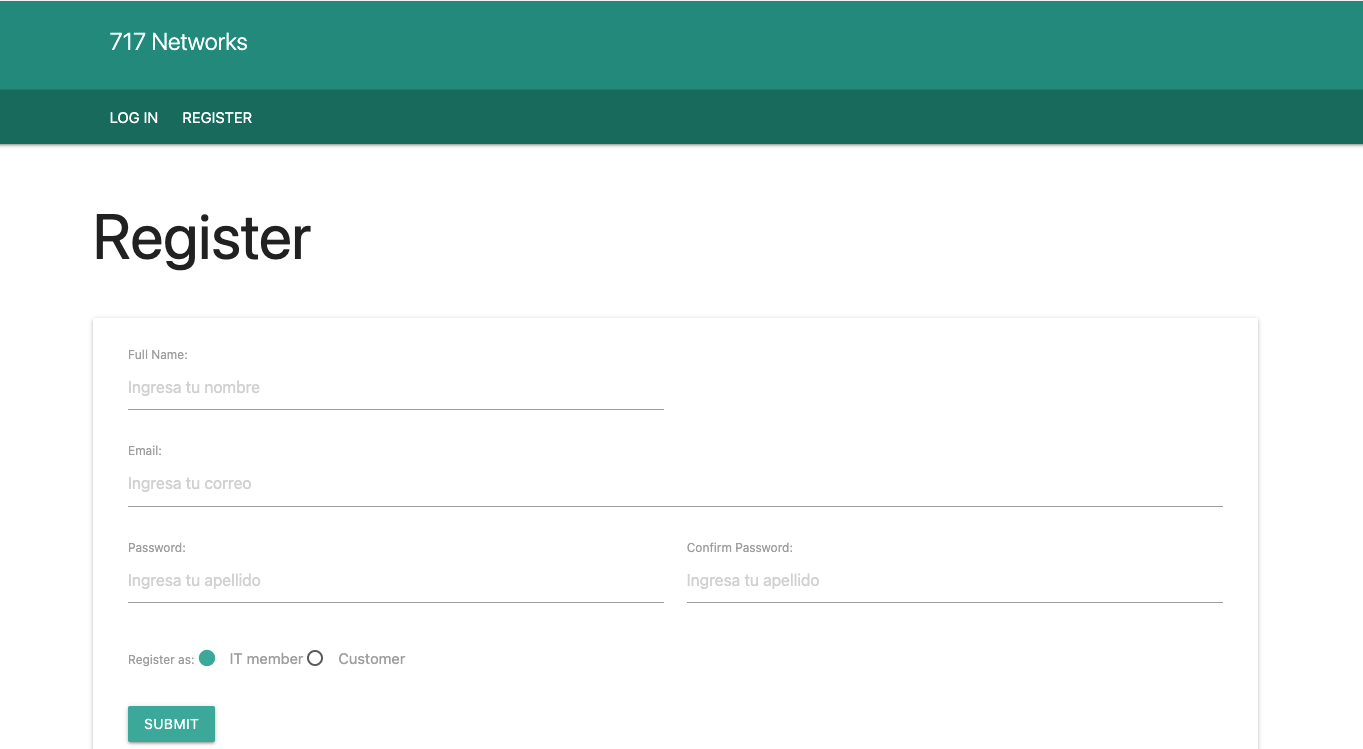 717 Networks
LOG IN REGISTER
Register
Full Name:
Ingresa tu nombre
Email:
Ingresa tu correo
Password: Confirm Password:
Ingresa tu apellido Ingresa tu apellido
Register as: IT member Customer
SUBMIT